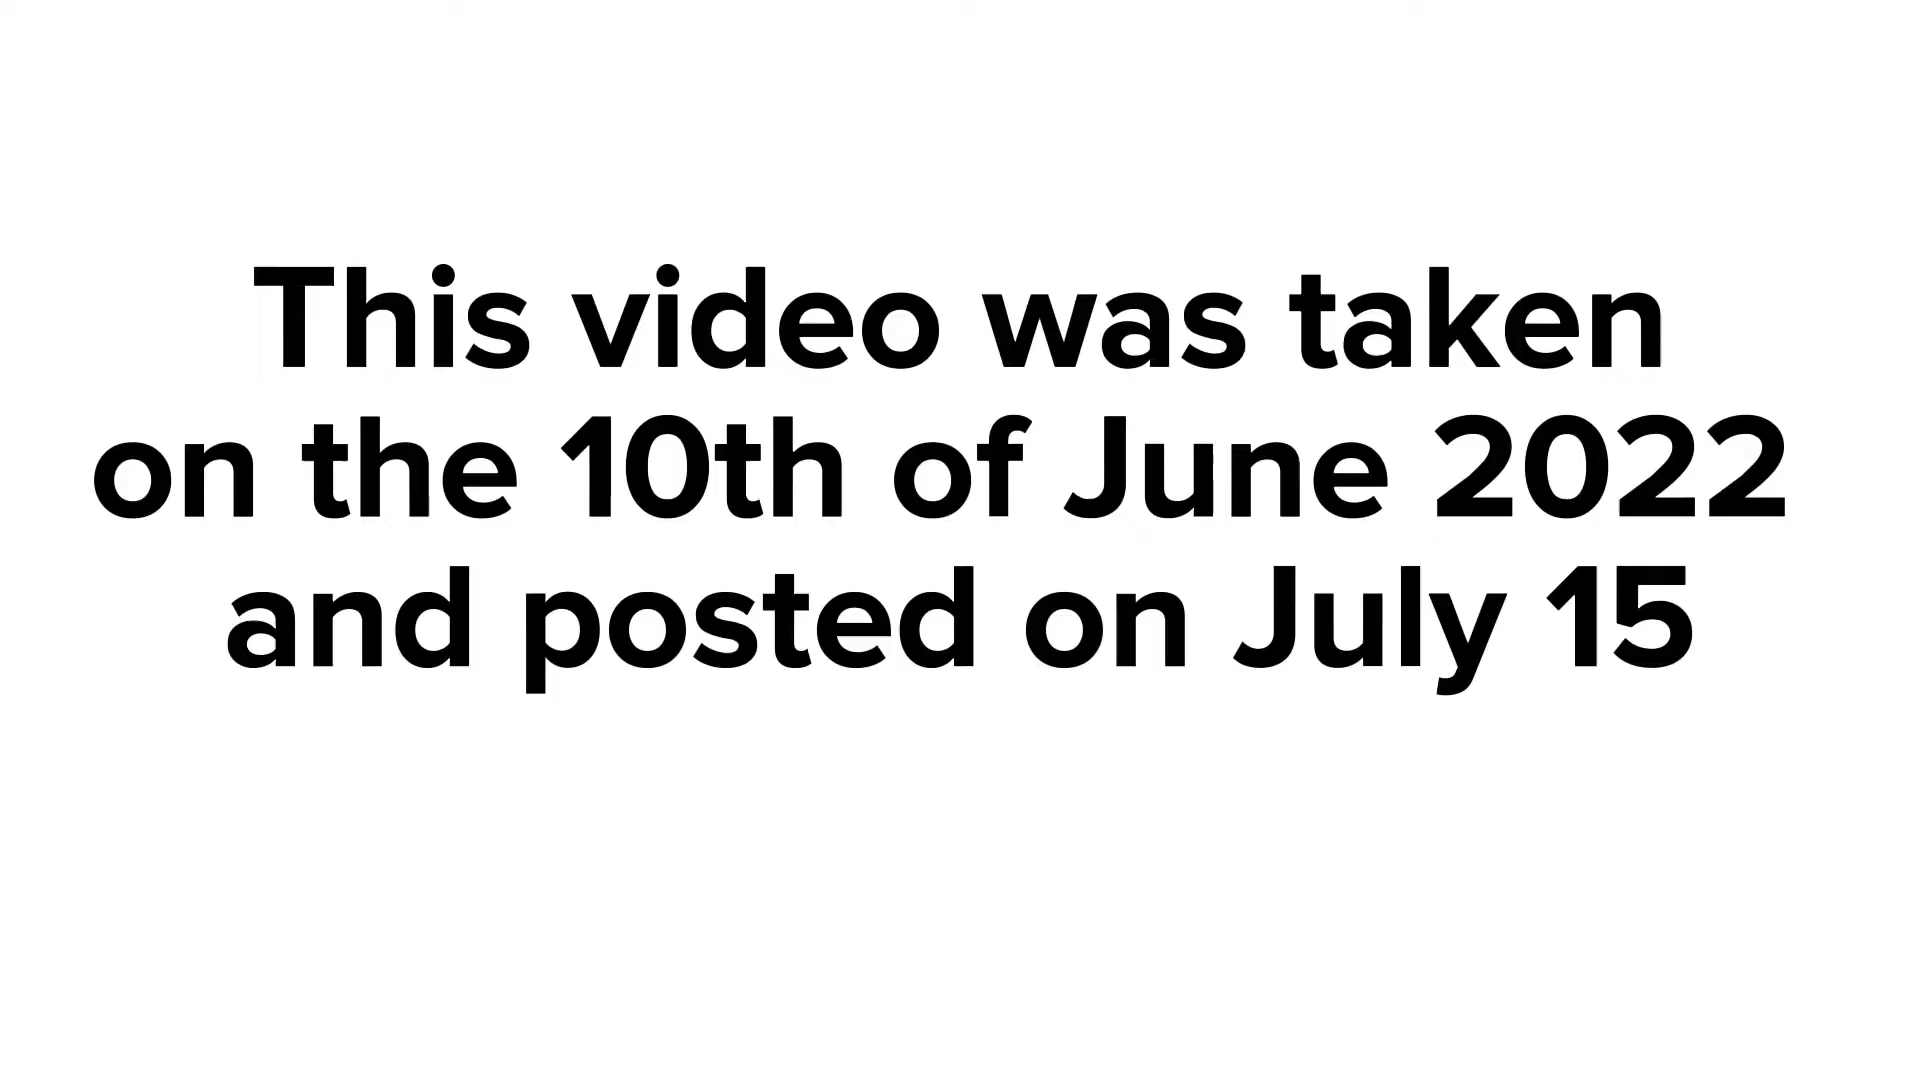 This video was taken
on the 10th of June 2022
and posted on July 15